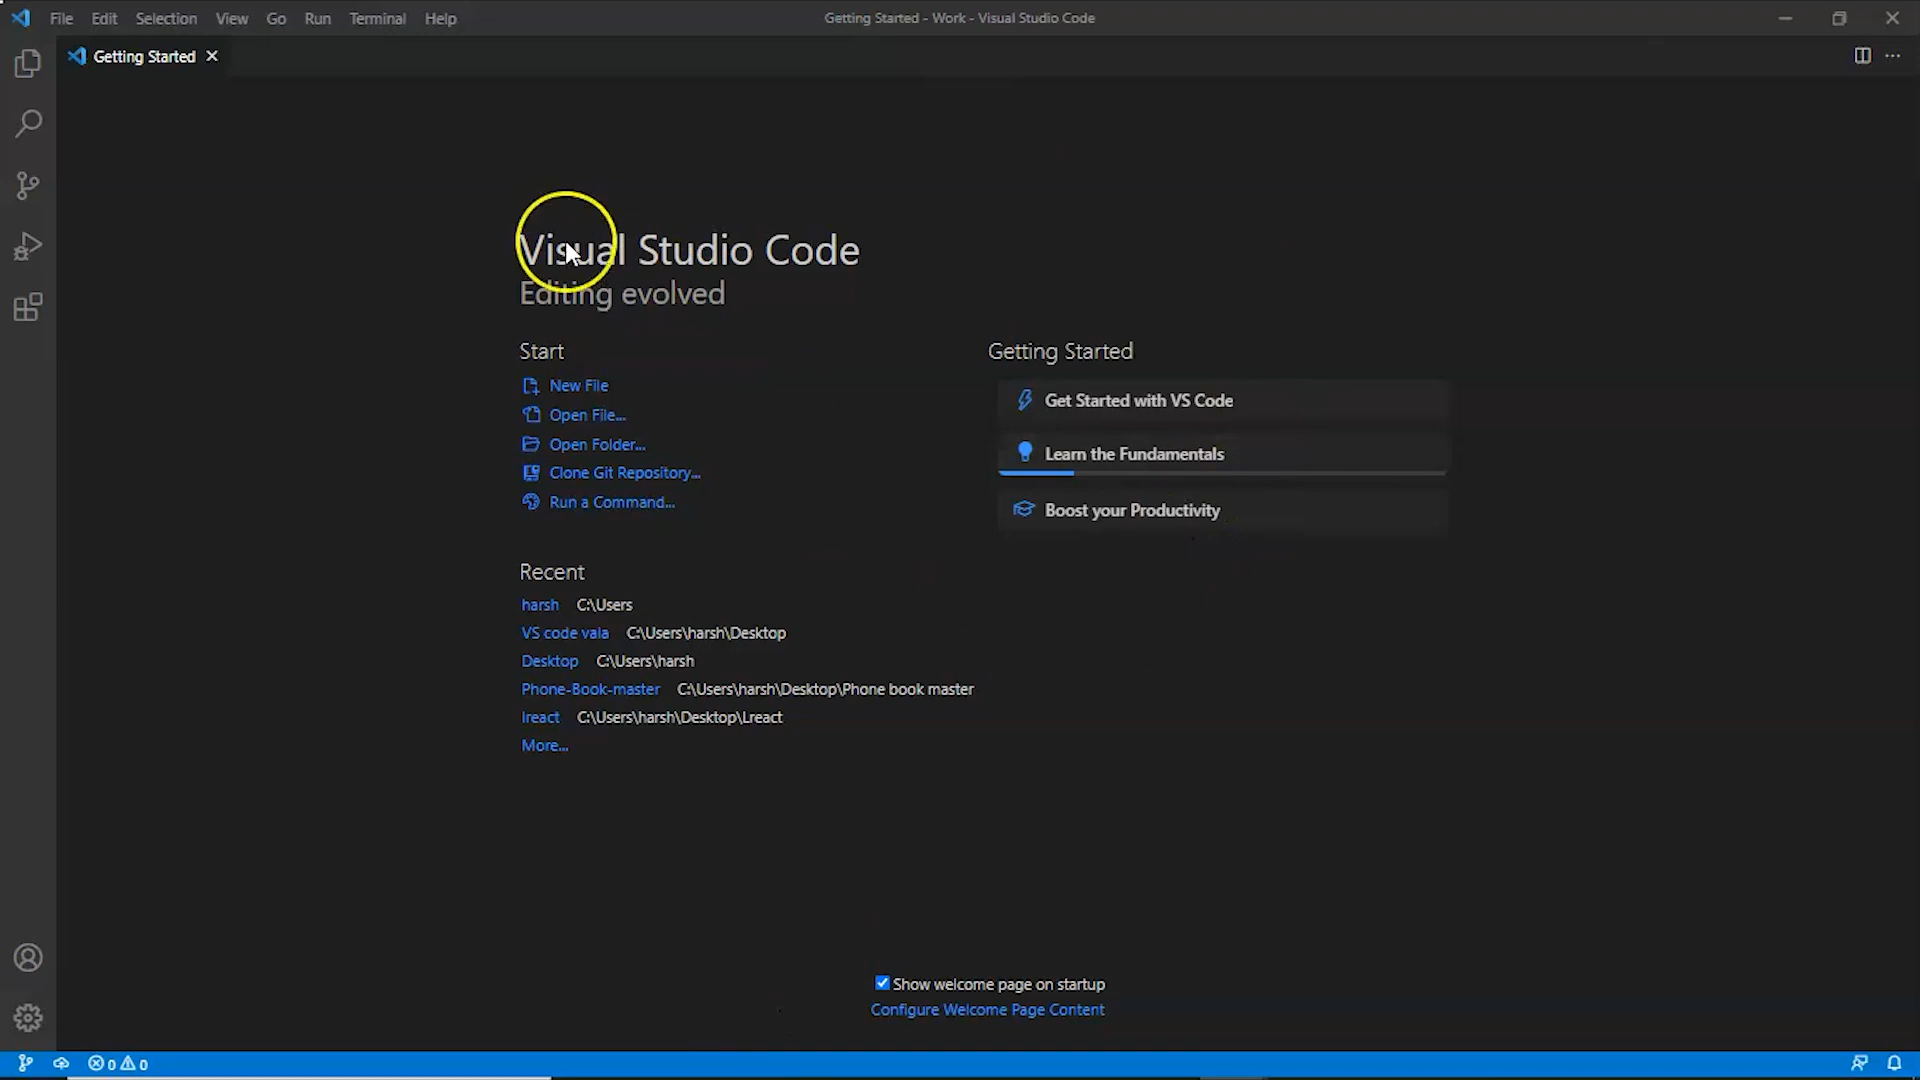 File Edit Selection View Go Run Terminal Help
Getting Started - Work - Visual Studio Code
Getting Started
Visual Studio Code
Editing evolved
Start
New File
Open File...
Open Folder...
Clone Git Repository...
Run a Command...
Recent
harsh C:\Users
VS code vala C:\Users\harsh\Desktop
Desktop C:\Users\harsh
Phone-Book-master C:\Users\harsh\Desktop\Phone book master
lreact C:\Users\harsh\Desktop\Lreact
More...
Getting Started
Get Started with VS Code
Learn the Fundamentals
Boost your Productivity
Show welcome page on startup
Configure Welcome Page Content
0 0